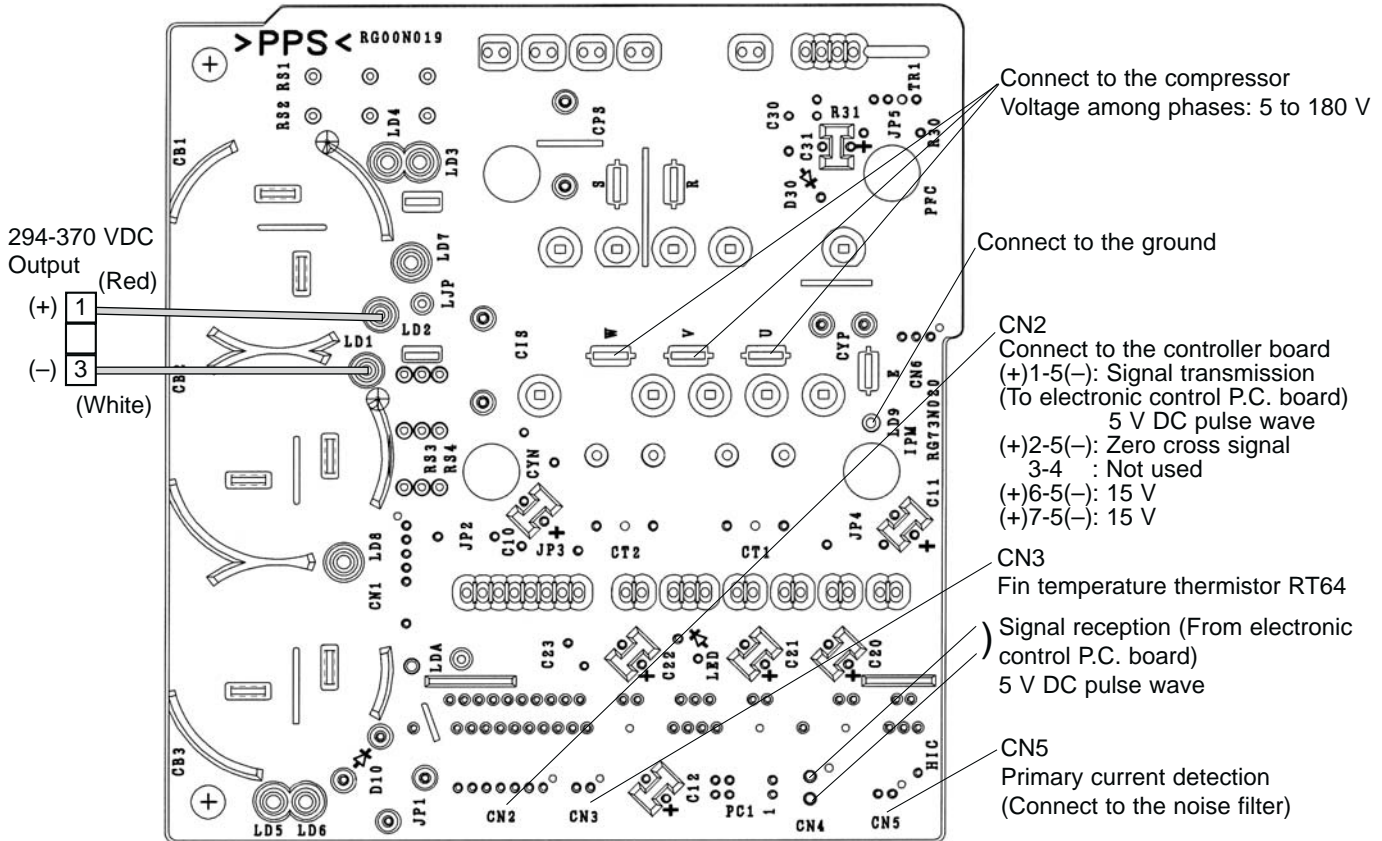 >PPS< RG00N019
RS1
RS2
LD4
LD3
CB1
CPS
S
R
C30
C31
R31
+
D30
JP5
TR1
R30
PFC
Connect to the compressor
Voltage among phases: 5 to 180 V
294-370 VDC
Output
(Red)
(+) 1
(–) 3
(White)
LD7
LJP
LD2
LD1
CIS
W
V
U
CYP
E
CN6
LD9
IPM
RG73N020
Connect to the ground
CN2
Connect to the controller board
(+)1-5(–): Signal transmission
(To electronic control P.C. board)
5 V DC pulse wave
(+)2-5(–): Zero cross signal
3-4 : Not used
(+)6-5(–): 15 V
(+)7-5(–): 15 V
RS3
RS4
CYN
C10
+
JP2
JP3
CT2
CT1
JP4
C11
+
LD8
CN1
CN3
Fin temperature thermistor RT64
LDA
C23
C22
+
LED
C21
+
C20
+
Signal reception (From electronic
control P.C. board)
5 V DC pulse wave
CB3
D10
JP1
LD5 LD6
CN2
CN3
C12
+
PC1
1
CN4
CN5
HIC
CN5
Primary current detection
(Connect to the noise filter)